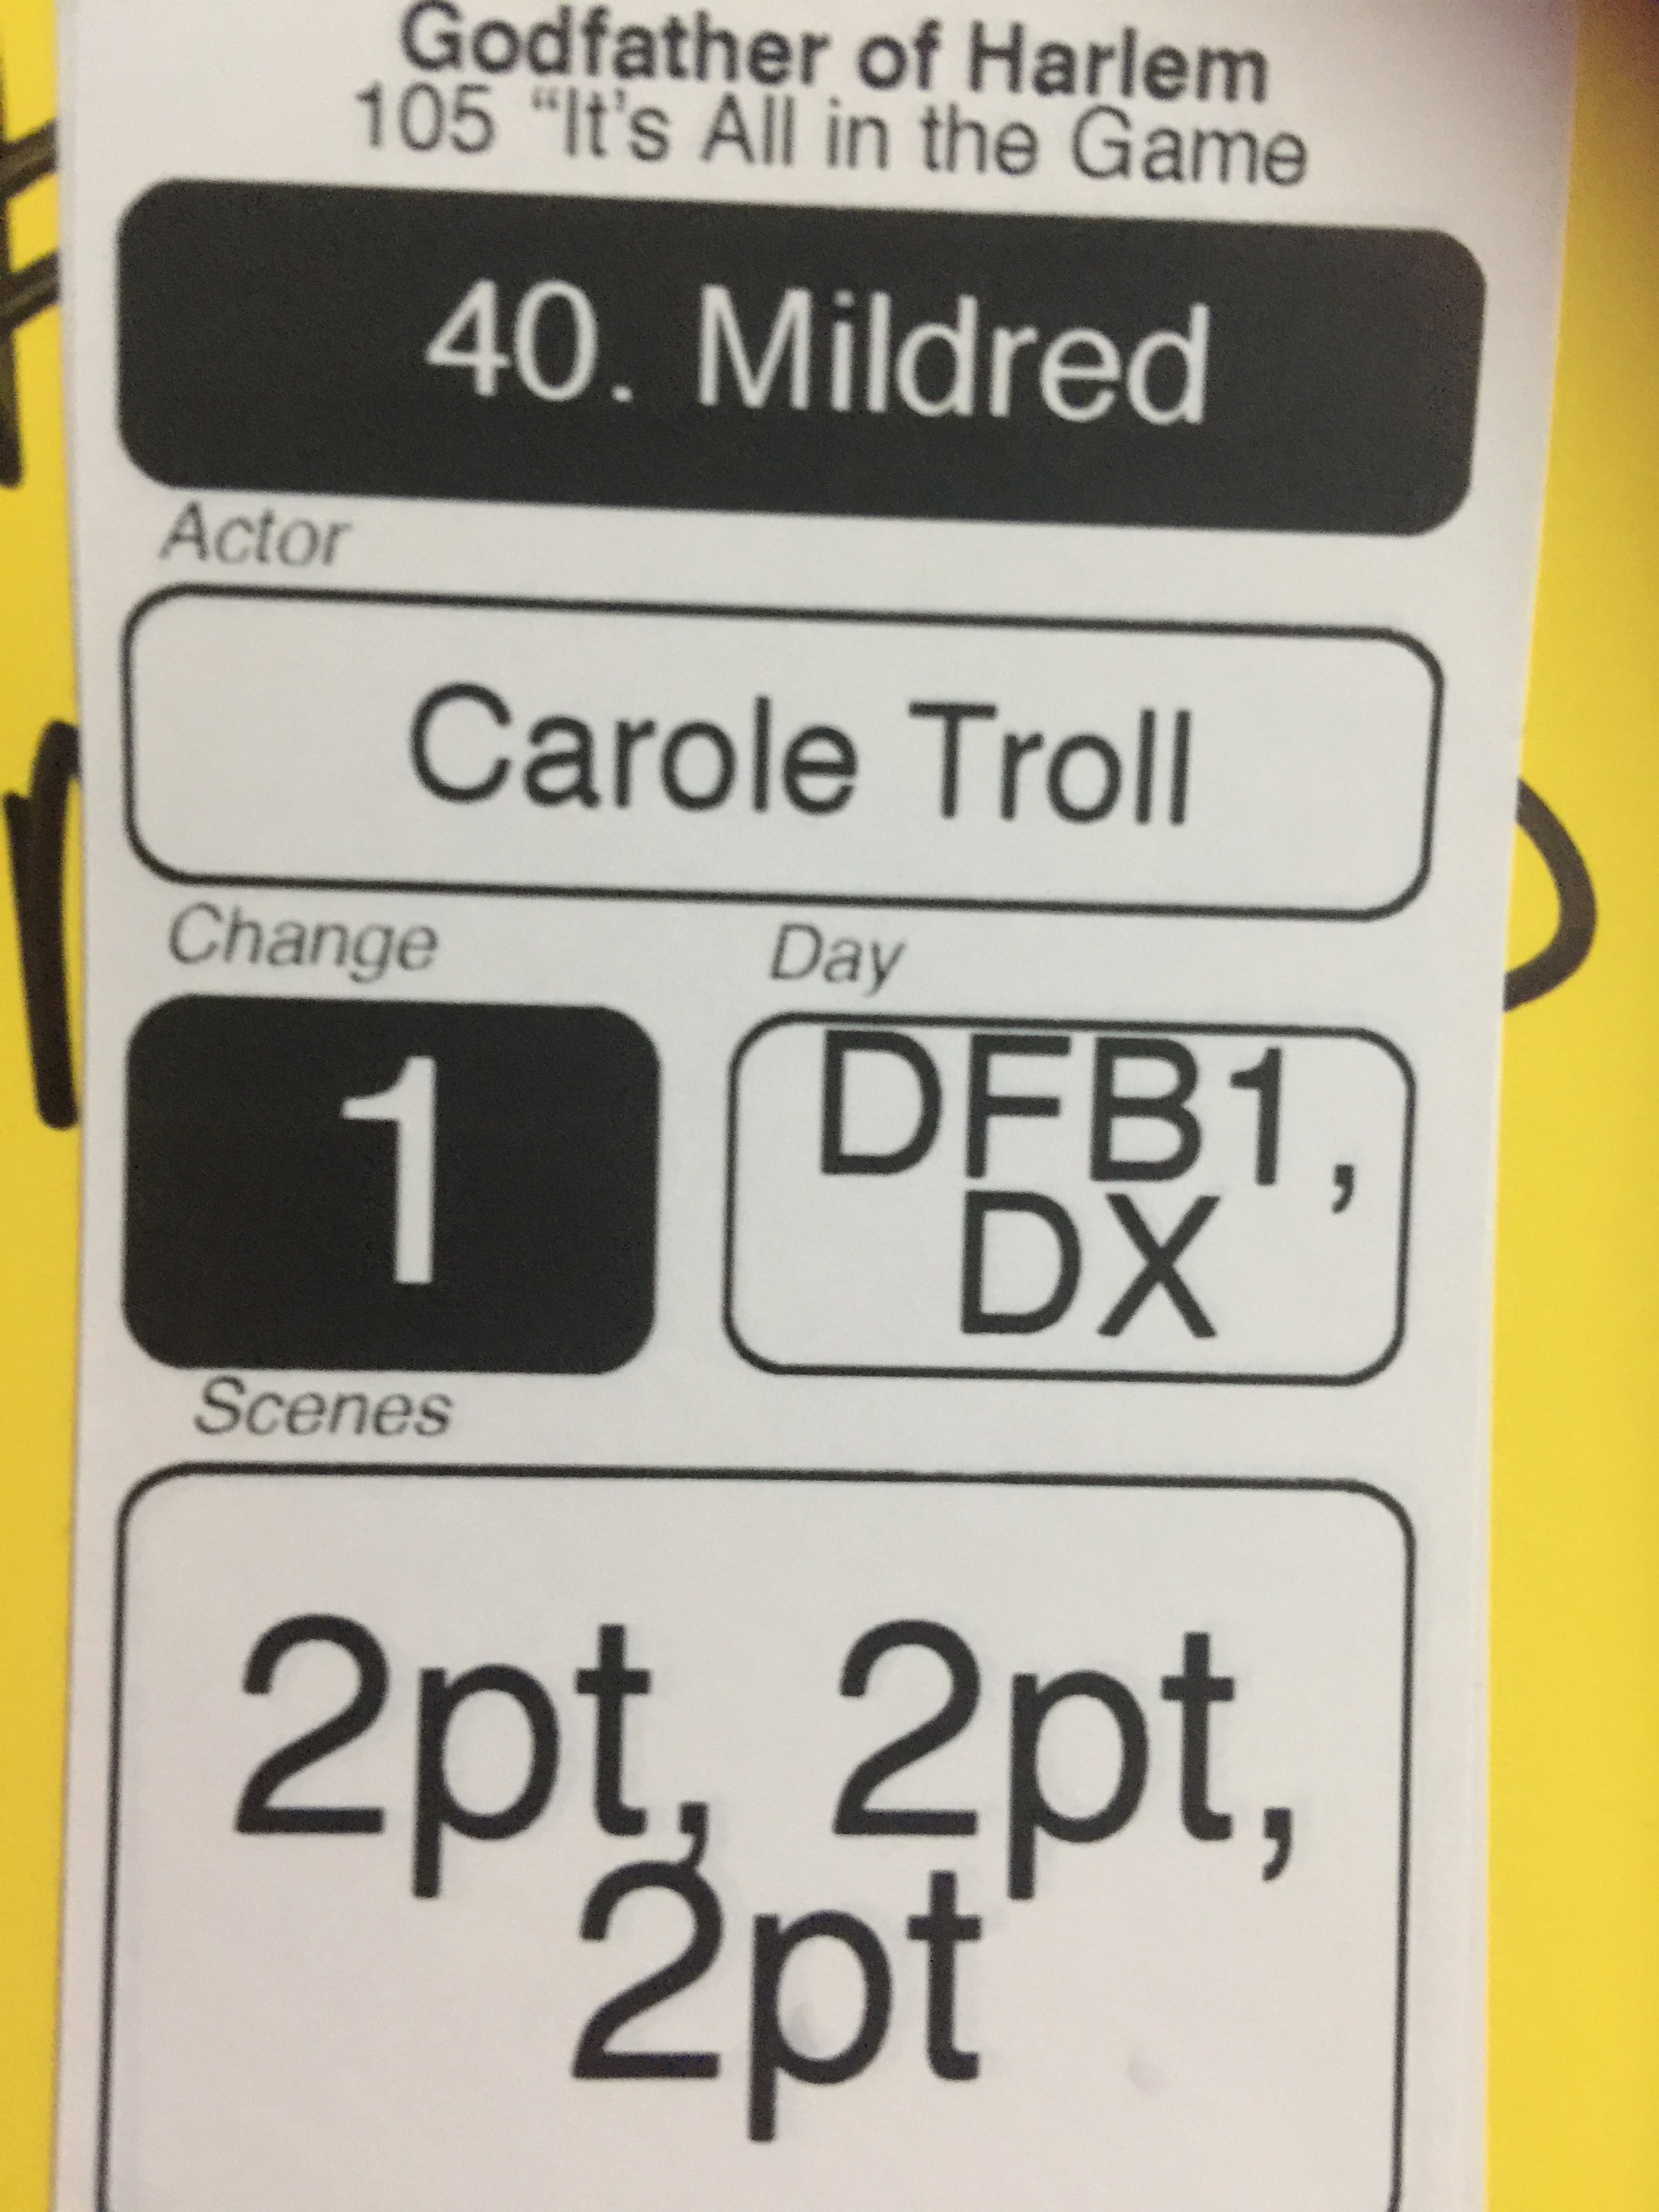 Godfather of Harlem
105 “It's All in the Game
40. Mildred
Actor
Carole Troll
Change Day
1
DFB1,
DX
Scenes
2pt, 2pt,
2pt